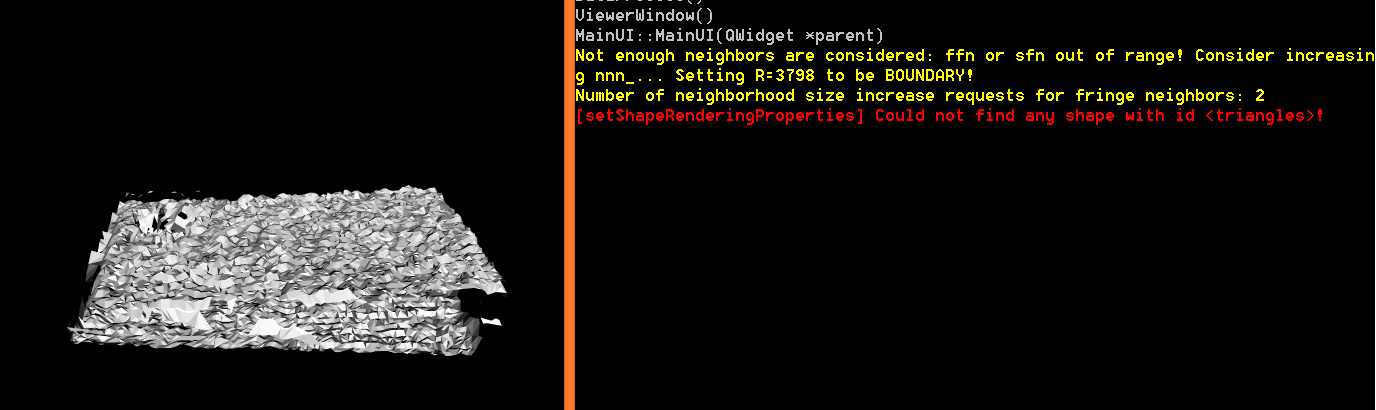 ViewerWindow()
MainUI::MainUI(QWidget *parent)
Not enough neighbors are considered: ffn or sfn out of range! Consider increasin
g nnn_... Setting R=3798 to be BOUNDARY!
Number of neighborhood size increase requests for fringe neighbors: 2
[setShapeRenderingProperties] Could not find any shape with id <triangles>!